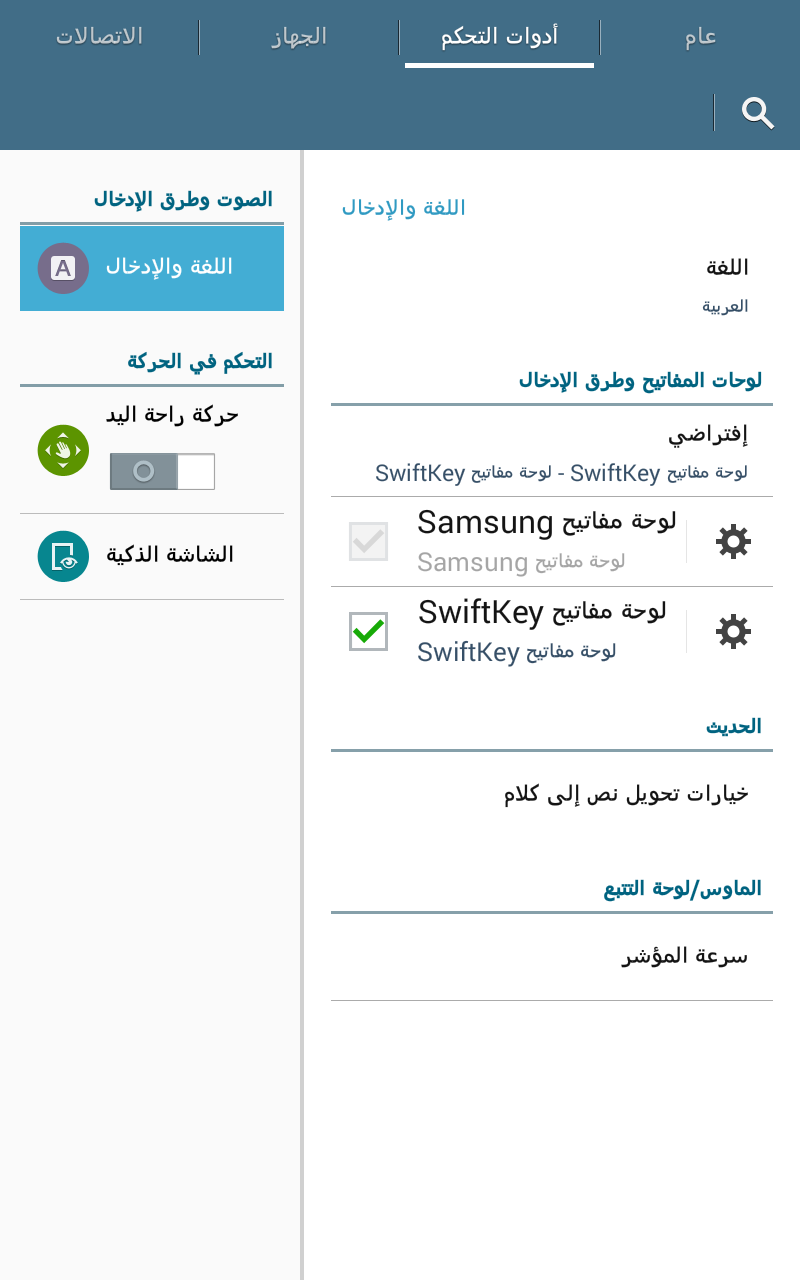 الاتصالات
الجهاز
أدوات التحكم
عام
الصوت وطرق الإدخال
اللغة والإدخال
التحكم في الحركة
حركة راحة اليد
الشاشة الذكية
اللغة والإدخال
اللغة
العربية
لوحات المفاتيح وطرق الإدخال
إفتراضي
لوحة مفاتيح SwiftKey - لوحة مفاتيح SwiftKey
لوحة مفاتيح Samsung
لوحة مفاتيح Samsung
لوحة مفاتيح SwiftKey
لوحة مفاتيح SwiftKey
الحديث
خيارات تحويل نص إلى كلام
الماوس/لوحة التتبع
سرعة المؤشر